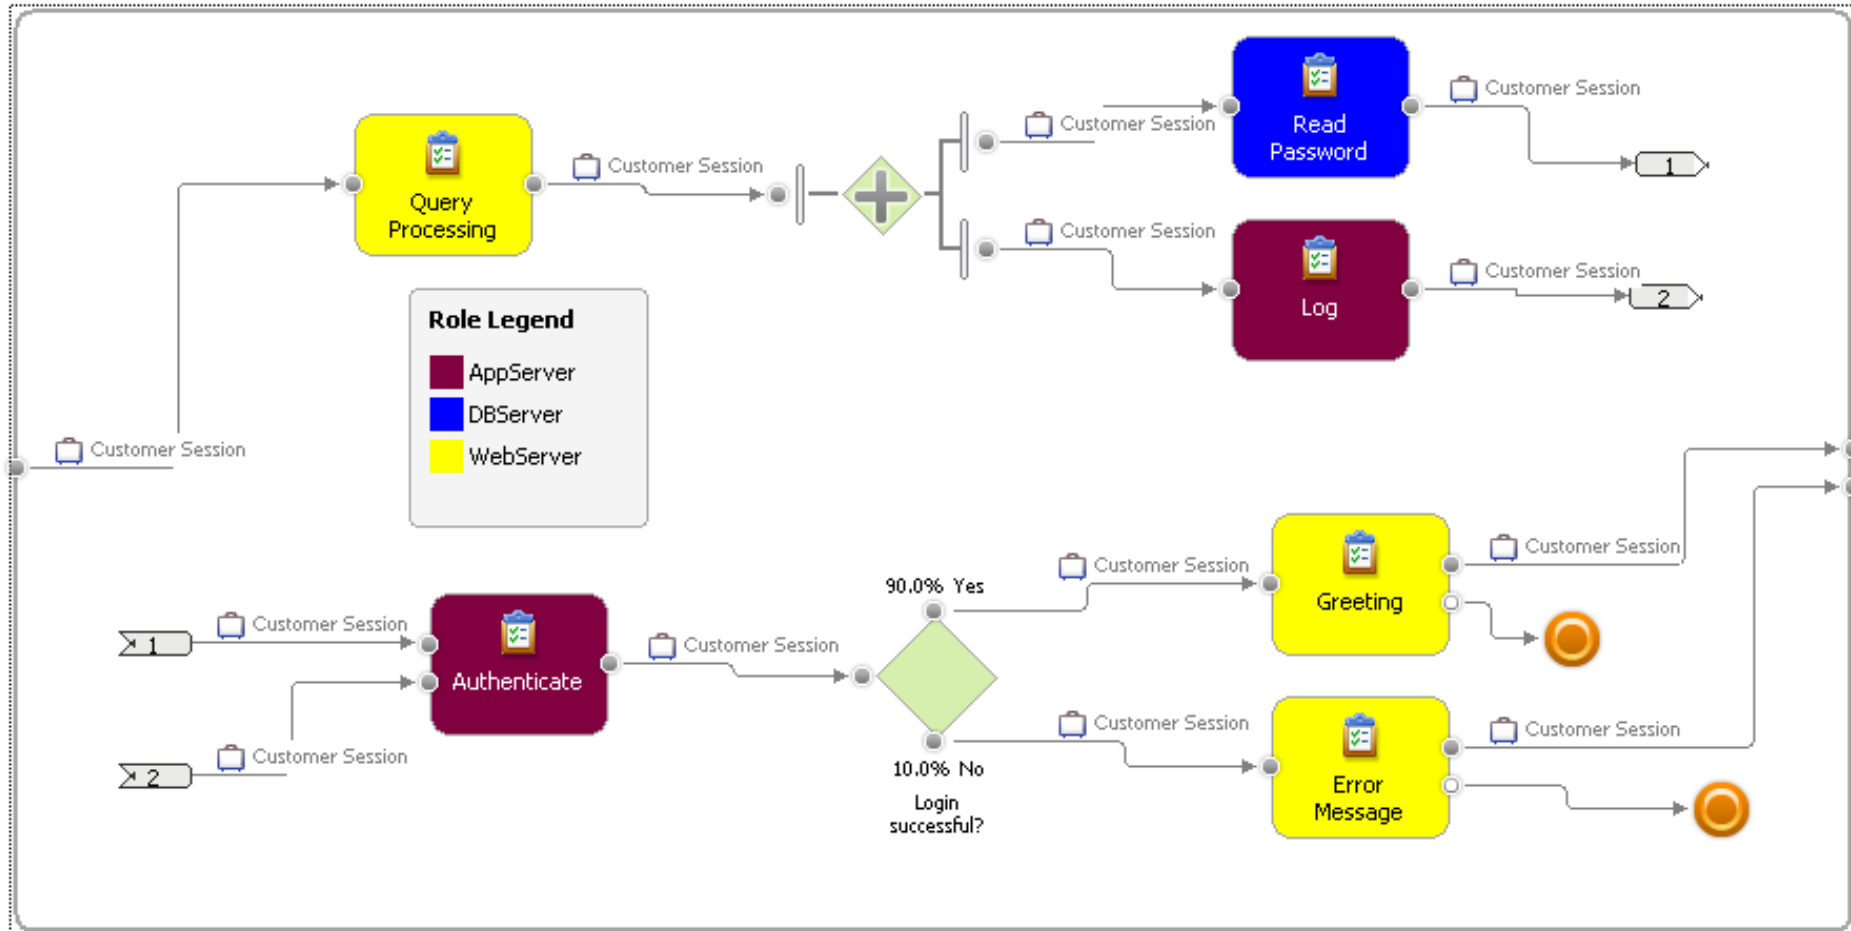 Customer Session
Read
Password
Customer Session
1
Customer Session
Query
Processing
Customer Session
Log
Customer Session
2
Role Legend
AppServer
DBServer
WebServer
Customer Session
1
Customer Session
2
Customer Session
Authenticate
Customer Session
90.0% Yes
10.0% No
Login
successful?
Customer Session
Greeting
Customer Session
Customer Session
Error
Message
Customer Session